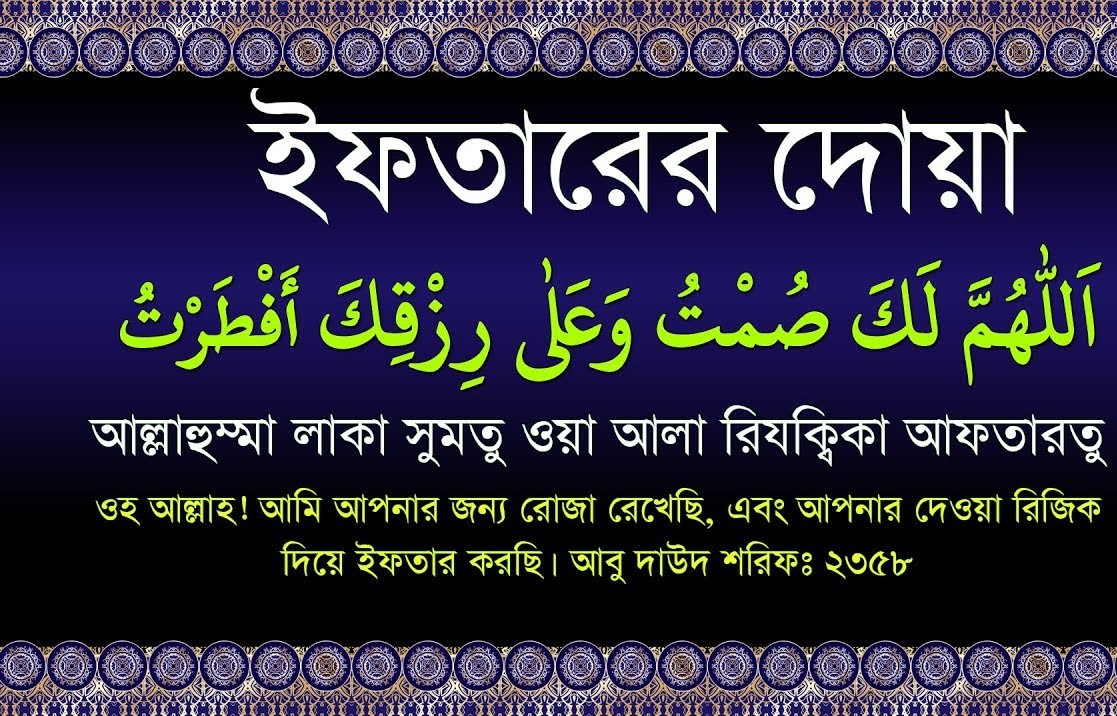 ইফতারের দোয়া
اَللّٰهُمَّ لَكَ صُمْتُ وَعَلٰى رِزْقِكَ أَفْطَرْتُ
আল্লাহুম্মা লাকা সুমতু ওয়া আলা রিযক্বিকা আফতারতু
ওহ আল্লাহ! আমি আপনার জন্য রোজা রেখেছি, এবং আপনার দেওয়া রিজিক
দিয়ে ইফতার করছি। আবু দাউদ শরিফঃ ২৩৫৮